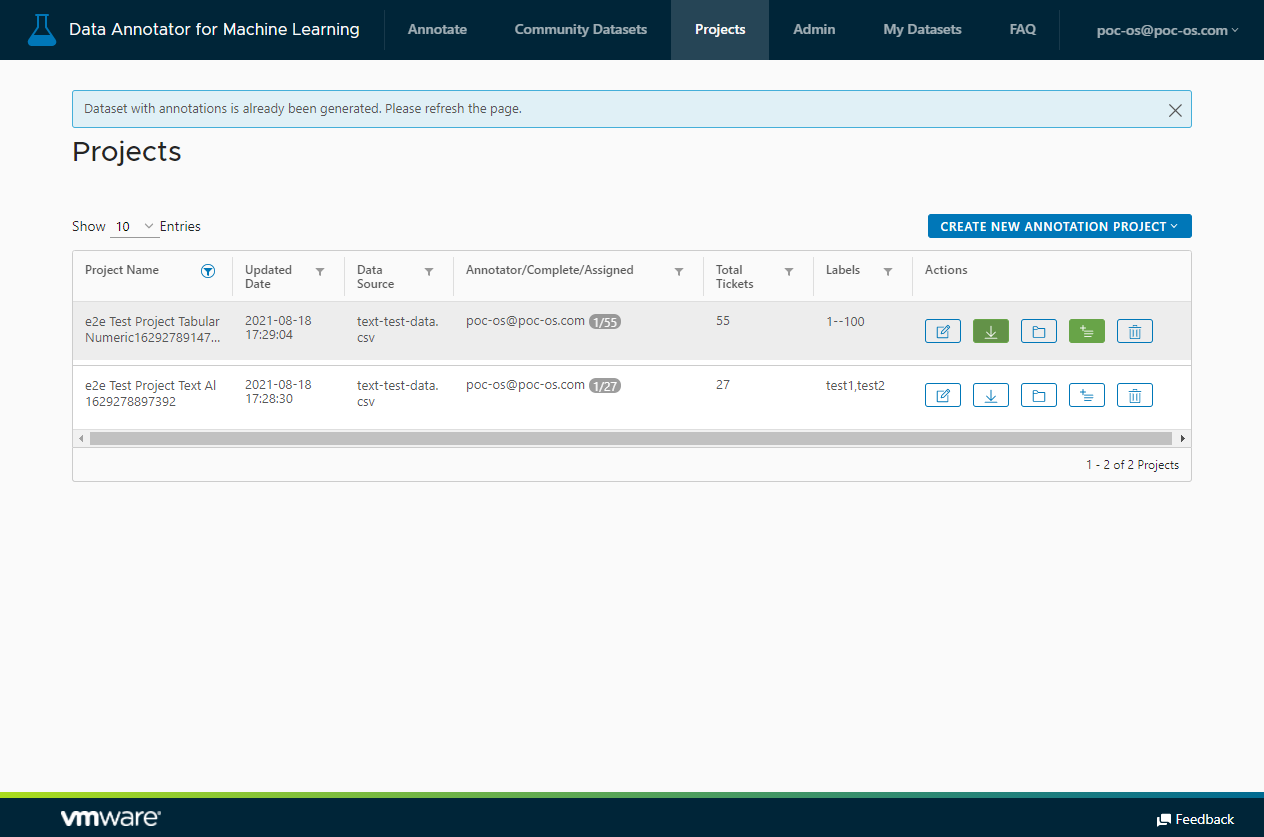 Data Annotator for Machine Learning Annotate Community Datasets Projects Admin My Datasets FAQ poc-os@poc-os.com
Dataset with annotations is already been generated. Please refresh the page.
Projects
Show 10 Entries CREATE NEW ANNOTATION PROJECT
Project Name Updated Date Data Source Annotator/Complete/Assigned Total Tickets Labels Actions
e2e Test Project Tabular 2021-08-18 text-test-data. poc-os@poc-os.com 1/55 55 1--100
Numeric16292789147... 17:29:04 csv
e2e Test Project Text Al 2021-08-18 text-test-data. poc-os@poc-os.com 1/27 27 test1,test2
1629278897392 17:28:30 csv
1 - 2 of 2 Projects
vmware Feedback